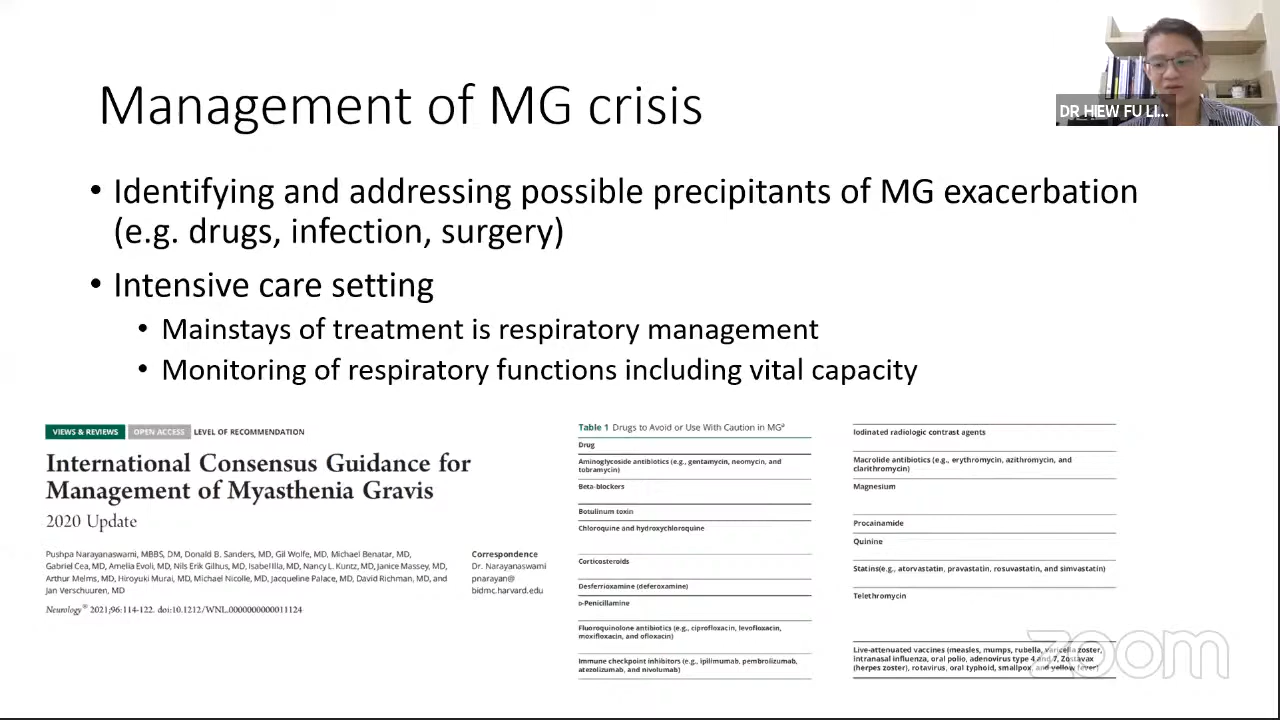 Management of MG crisis
DR HIEW FU LI...
• Identifying and addressing possible precipitants of MG exacerbation
(e.g. drugs, infection, surgery)
• Intensive care setting
• Mainstays of treatment is respiratory management
• Monitoring of respiratory functions including vital capacity
VIEWS & REVIEWS OPEN ACCESS LEVEL OF RECOMMENDATION
International Consensus Guidance for
Management of Myasthenia Gravis
2020 Update
Pushpa Narayanaswami, MBBS, DM, Donald B. Sanders, MD, Gil Wolfe, MD, Michael Benatar, MD,
Gabriel Cea, MD, Amelia Evoli, MD, Nils Erik Gilhus, MD, Isabel Illa, MD, Nancy L. Kuntz, MD, Janice Massey, MD,
Arthur Melms, MD, Hiroyuki Murai, MD, Michael Nicolle, MD, Jacqueline Palace, MD, David Richman, MD, and
Jan Verschuuren, MD
Neurology® 2021;96:114-122. doi:10.1212/WNL.0000000000011124
Correspondence
Dr. Narayanaswami
pnarayan@
bidmc.harvard.edu
Table 1 Drugs to Avoid or Use With Caution in MGª
Drug
Aminoglycoside antibiotics (e.g., gentamycin, neomycin, and
tobramycin)
Beta-blockers
Botulinum toxin
Chloroquine and hydroxychloroquine
Corticosteroids
Desferrioxamine (deferoxamine)
D-Penicillamine
Fluoroquinolone antibiotics (e.g., ciprofloxacin, levofloxacin,
moxifloxacin, and ofloxacin)
Immune checkpoint inhibitors (e.g., ipilimumab, pembrolizumab,
atezolizumab, and nivolumab)
Iodinated radiologic contrast agents
Macrolide antibiotics (e.g., erythromycin, azithromycin, and
clarithromycin)
Magnesium
Procainamide
Quinine
Statins(e.g., atorvastatin, pravastatin, rosuvastatin, and simvastatin)
Telethromycin
Live-attenuated vaccines (measles, mumps, rubella, varicella zoster,
intranasal influenza, oral polio, adenovirus type 4 and 7, Zostavax
(herpes zoster), rotavirus, oral typhoid, smallpox, and yellow fever)
zoom